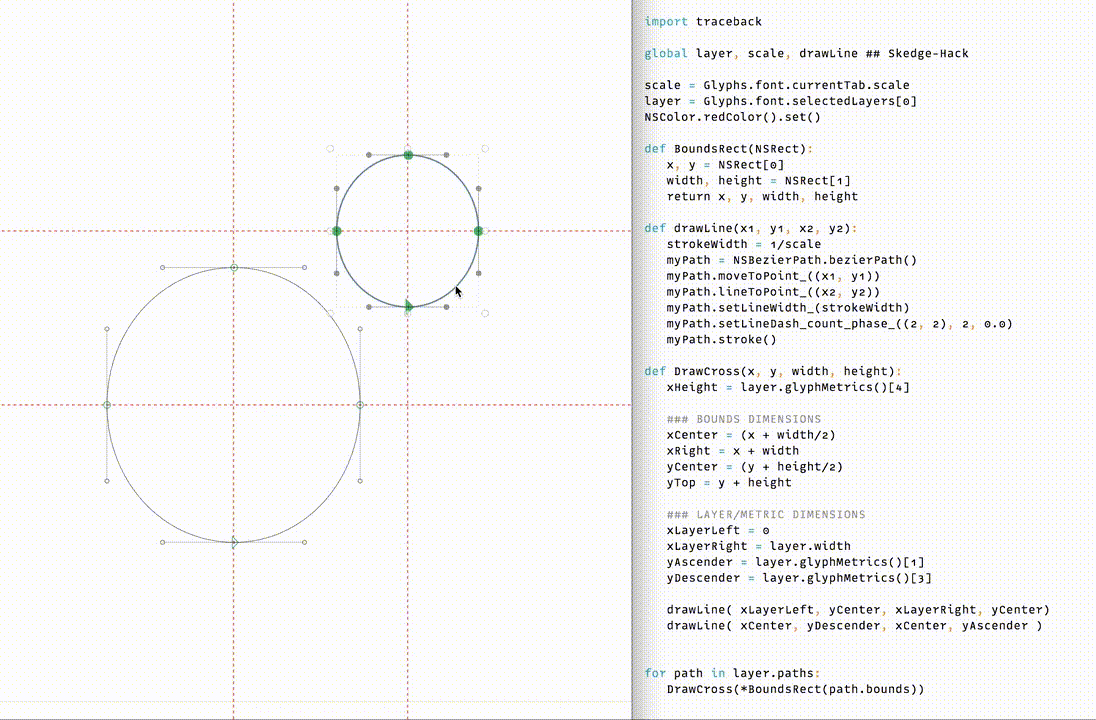 import traceback
global layer, scale, drawLine ## Skedge-Hack
scale = Glyphs.font.currentTab.scale
layer = Glyphs.font.selectedLayers[0]
NSColor.redColor().set()
def BoundsRect(NSRect):
x, y = NSRect[0]
width, height = NSRect[1]
return x, y, width, height
def drawLine(x1, y1, x2, y2):
strokeWidth = 1/scale
myPath = NSBezierPath.bezierPath()
myPath.moveToPoint_((x1, y1))
myPath.lineToPoint_((x2, y2))
myPath.setLineWidth_(strokeWidth)
myPath.setLineDash_count_phase_((2, 2), 2, 0.0)
myPath.stroke()
def DrawCross(x, y, width, height):
xHeight = layer.glyphMetrics()[4]
### BOUNDS DIMENSIONS
xCenter = (x + width/2)
xRight = x + width
yCenter = (y + height/2)
yTop = y + height
### LAYER/METRIC DIMENSIONS
xLayerLeft = 0
xLayerRight = layer.width
yAscender = layer.glyphMetrics()[1]
yDescender = layer.glyphMetrics()[3]
drawLine( xLayerLeft, yCenter, xLayerRight, yCenter)
drawLine( xCenter, yDescender, xCenter, yAscender )
for path in layer.paths:
DrawCross(*BoundsRect(path.bounds))